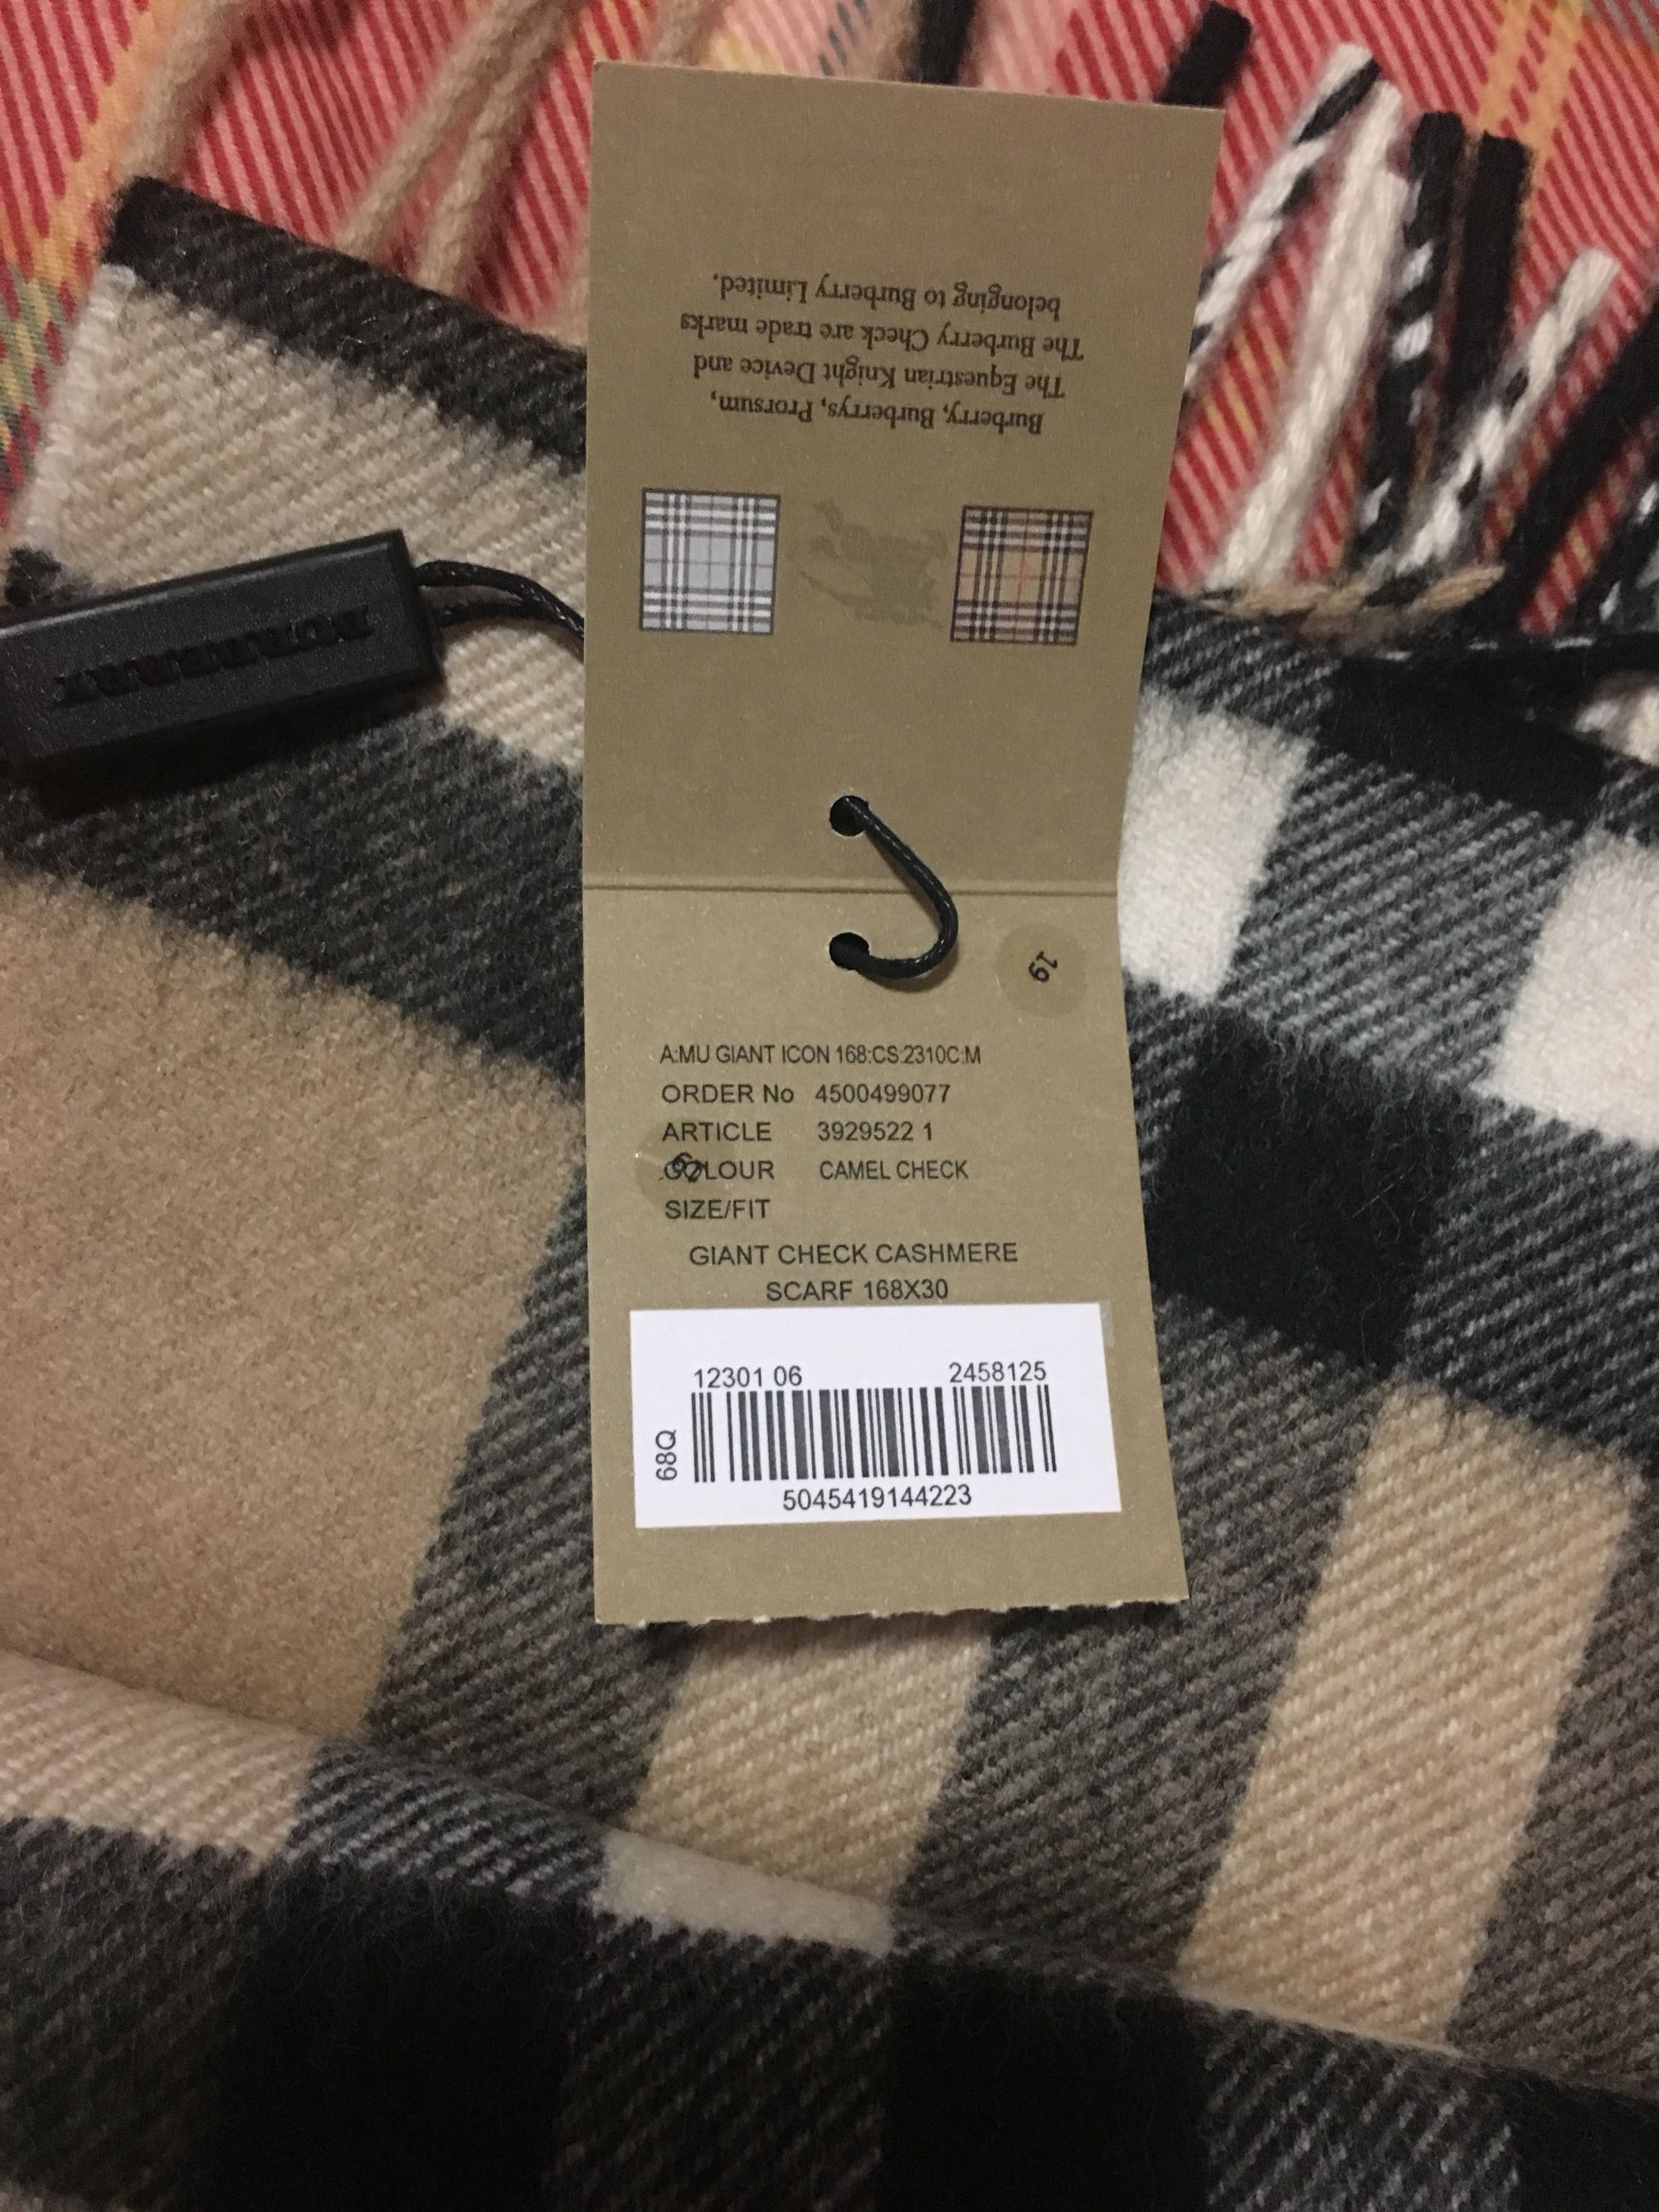 Burberry, Burberrys, Prorsum,
The Equestrian Knight Device and
The Burberry Check are trade marks
belonging to Burberry Limited.
BURBERRY
19
A:MU GIANT ICON 168:CS:2310C:M
ORDER No 4500499077
ARTICLE 3929522 1
COLOUR CAMEL CHECK
SIZE/FIT
GIANT CHECK CASHMERE
SCARF 168X30
12301 06 2458125
68Q
5045419144223